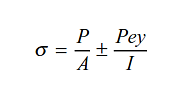 σ = P/A ± Pey/I